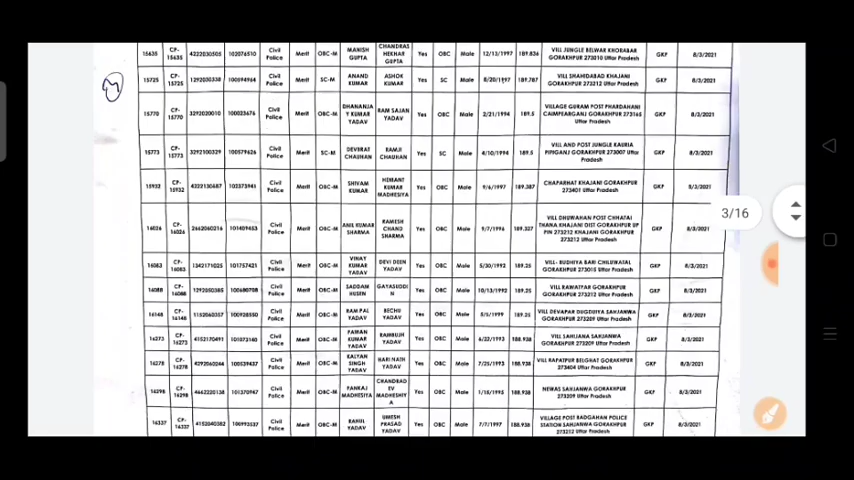 15635 CP-15635 4222030505 102076510 Civil Police Merit OBC-M MANISH GUPTA CHANDRAS HEKHAR GUPTA Yes OBC Male 12/13/1997 189.836 VILL JUNGLE BELWAR KHORABAR GORAKHPUR 273010 Uttar Pradesh GKP 8/3/2021
15725 CP-15725 4292030338 100594954 Civil Police Merit SC-M ANAND KUMAR ASHOK KUMAR Yes SC Male 8/20/1997 189.787 VILL SHAHIDABAD KHAJANI GORAKHPUR 273212 Uttar Pradesh GKP 8/3/2021
15770 CP-15770 3292020010 100023676 Civil Police Merit OBC-M DHANANJA Y KUMAR YADAV RAM SAJAN YADAV Yes OBC Male 2/21/1994 189.5 VILLAGE GURAM POST PHARDAHANI CAIMPEARGANJ GORAKHPUR 273165 Uttar Pradesh GKP 8/3/2021
15773 CP-15773 3292100329 100579626 Civil Police Merit SC-M DEVBRAT CHAUHAN RAMJI CHAUHAN Yes SC Male 4/10/1994 189.5 VILL AND POST JUNGLE KAURIA PIPIGANJ GORAKHPUR 273007 Uttar Pradesh GKP 8/3/2021
15932 CP-15932 4222130687 102373941 Civil Police Merit OBC-M SHIVAM KUMAR HEMANT KUMAR MADHESIYA Yes OBC Male 9/6/1997 189.387 CHAPARHAT KHAJANI GORAKHPUR 273401 Uttar Pradesh GKP 8/3/2021
16026 CP-16026 2662060216 101409453 Civil Police Merit OBC-M ANIL KUMAR SHARMA RAMESH CHAND SHARMA Yes OBC Male 9/7/1996 189.327 VILL DHUWAHAN POST CHHATAI THANA KHAJANI DIST GORAKHPUR UP PIN 273212 KHAJANI GORAKHPUR 273212 Uttar Pradesh GKP 8/3/2021
16083 CP-16083 1342171025 101757421 Civil Police Merit OBC-M VINAY KUMAR YADAV DEVI DEEN YADAV Yes OBC Male 5/30/1992 189.25 VILL- BUDHIYA BARI CHILUWATAL GORAKHPUR 273015 Uttar Pradesh GKP 8/3/2021
16088 CP-16088 1292050385 100680708 Civil Police Merit OBC-M SADDAM HUSEN GAYASUDDI N Yes OBC Male 10/13/1992 189.25 VILL RAWATPAR GORAKHPUR GORAKHPUR 273212 Uttar Pradesh GKP 8/3/2021
16148 CP-16148 1152060357 100928550 Civil Police Merit OBC-M RAM PAL YADAV BECHU YADAV Yes OBC Male 5/5/1999 189.25 VILL DEVAPAR DUGDUIYA SAHJANWA GORAKHPUR 273209 Uttar Pradesh GKP 8/3/2021
16273 CP-16273 4152170491 101073160 Civil Police Merit OBC-M KUMAR YADAV RAMBUJH YADAV Yes OBC Male 6/22/1993 188.938 VILL SAHJANA SAHJANWA GORAKHPUR 273209 Uttar Pradesh GKP 8/3/2021
16278 CP-16278 4292060244 100539437 Civil Police Merit OBC-M KALYAN SINGH YADAV HARI NATH YADAV Yes OBC Male 7/25/1993 188.938 VILL RAPATPUR BELGHAT GORAKHPUR 273404 Uttar Pradesh GKP 8/3/2021
16298 CP-16298 4662220138 101370967 Civil Police Merit OBC-M PANKAJ MADHESIYA CHANDRAD EV MADHESHIY A Yes OBC Male 1/15/1995 188.938 NEWAS SAHJANWA GORAKHPUR 273209 Uttar Pradesh GKP 8/3/2021
16337 CP-16337 4152040352 100993537 Civil Police Merit OBC-M RAHUL YADAV UMESH PRASAD YADAV Yes OBC Male 7/7/1997 188.938 VILLAGE POST BADGAHAN POLICE STATION SAHJANWA GORAKHPUR 273212 Uttar Pradesh GKP 8/3/2021
3/16